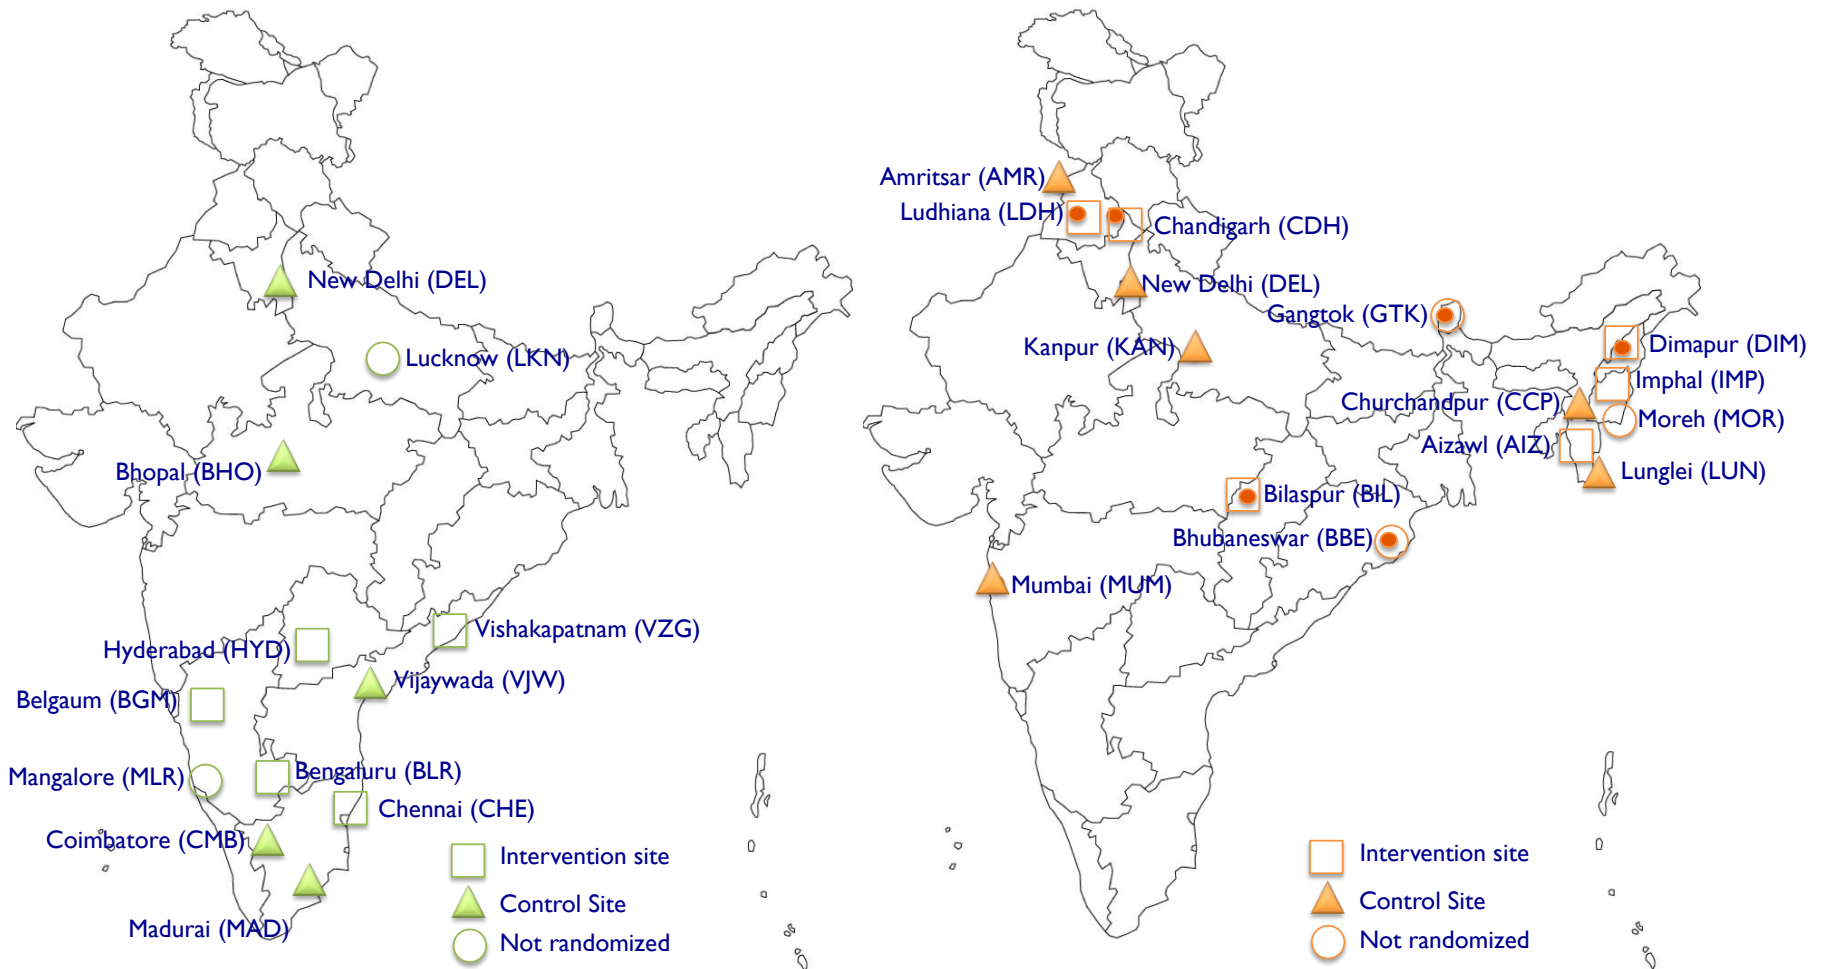 New Delhi (DEL)
Lucknow (LKN)
Bhopal (BHO)
Vishakapatnam (VZG)
Hyderabad (HYD)
Vijaywada (VJW)
Belgaum (BGM)
Bengaluru (BLR)
Mangalore (MLR)
Chennai (CHE)
Coimbatore (CMB)
Madurai (MAD)
Intervention site
Control Site
Not randomized
Amritsar (AMR)
Ludhiana (LDH)
Chandigarh (CDH)
New Delhi (DEL)
Gangtok (GTK)
Kanpur (KAN)
Dimapur (DIM)
Imphal (IMP)
Churchandpur (CCP)
Moreh (MOR)
Aizawl (AIZ)
Lunglei (LUN)
Bilaspur (BIL)
Bhubaneswar (BBE)
Mumbai (MUM)
Intervention site
Control Site
Not randomized